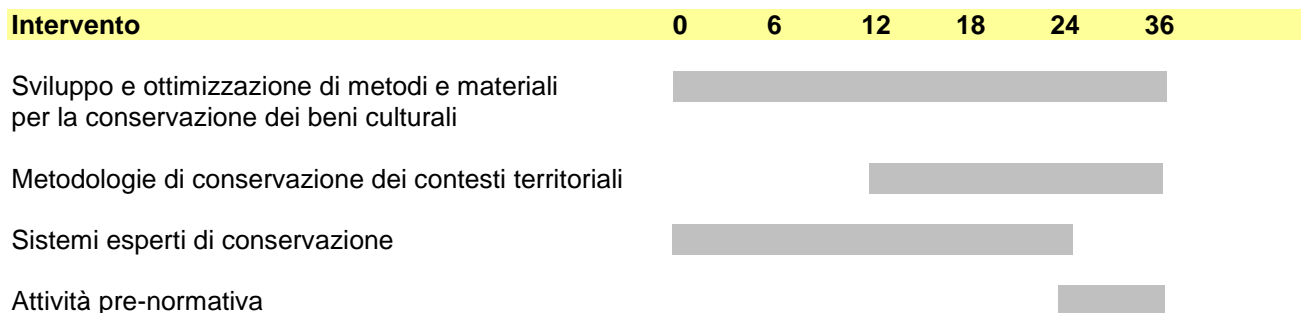 Intervento 0 6 12 18 24 36
Sviluppo e ottimizzazione di metodi e materiali
per la conservazione dei beni culturali
Metodologie di conservazione dei contesti territoriali
Sistemi esperti di conservazione
Attività pre-normativa